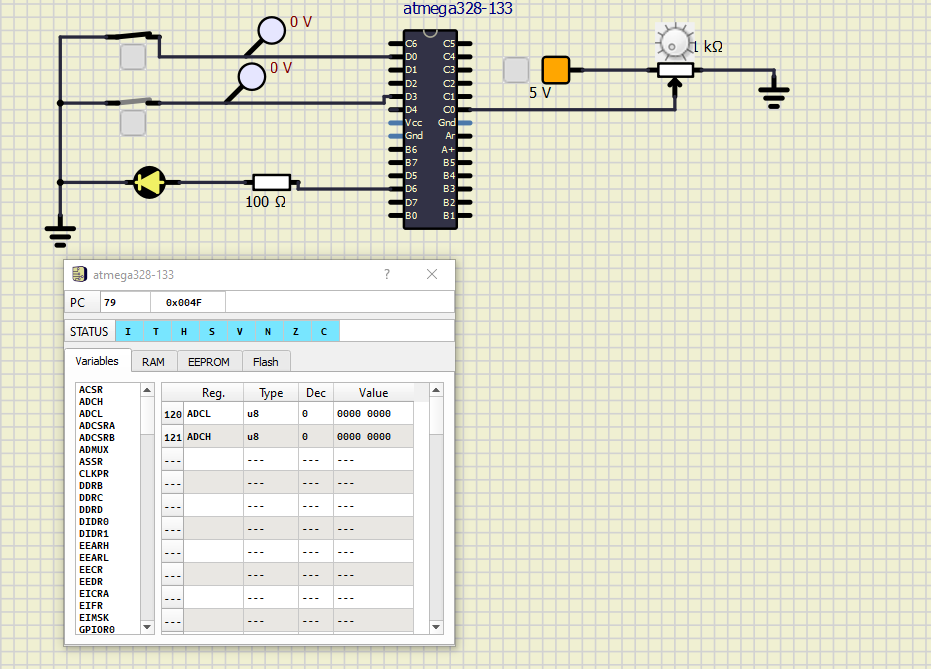 atmega328-133
0 V
0 V
1 kΩ
5 V
100 Ω
C6 C5
D0 C4
D1 C3
D2 C2
D3 C1
D4 C0
Vcc Gnd
Gnd Ar
B6 A+
B7 B5
D5 B4
D6 B3
D7 B2
B0 B1
atmega328-133 ?
PC 79 0x004F
STATUS I T H S V N Z C
Variables RAM EEPROM Flash
ACSR
ADCH
ADCL
ADCSRA
ADCSRB
ADMUX
ASSR
CLKPR
DDRB
DDRC
DDRD
DIDR0
DIDR1
EEARH
EEARL
EECR
EEDR
EICRA
EIFR
EIMSK
GPIOR0
Reg. Type Dec Value
120 ADCL u8 0 0000 0000
121 ADCH u8 0 0000 0000
--- --- --- ---
--- --- --- ---
--- --- --- ---
--- --- --- ---
--- --- --- ---
--- --- --- ---
--- --- --- ---
--- --- --- ---